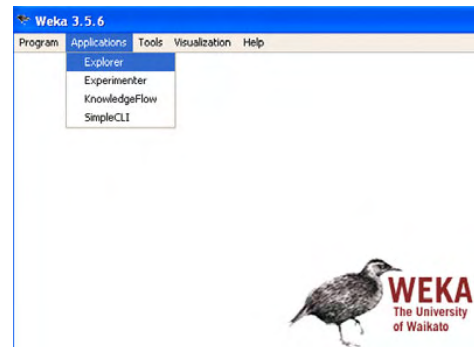 Weka 3.5.6
Program Applications Tools Visualization Help
Explorer
Experimenter
KnowledgeFlow
SimpleCLI
WEKA
The University
of Waikato